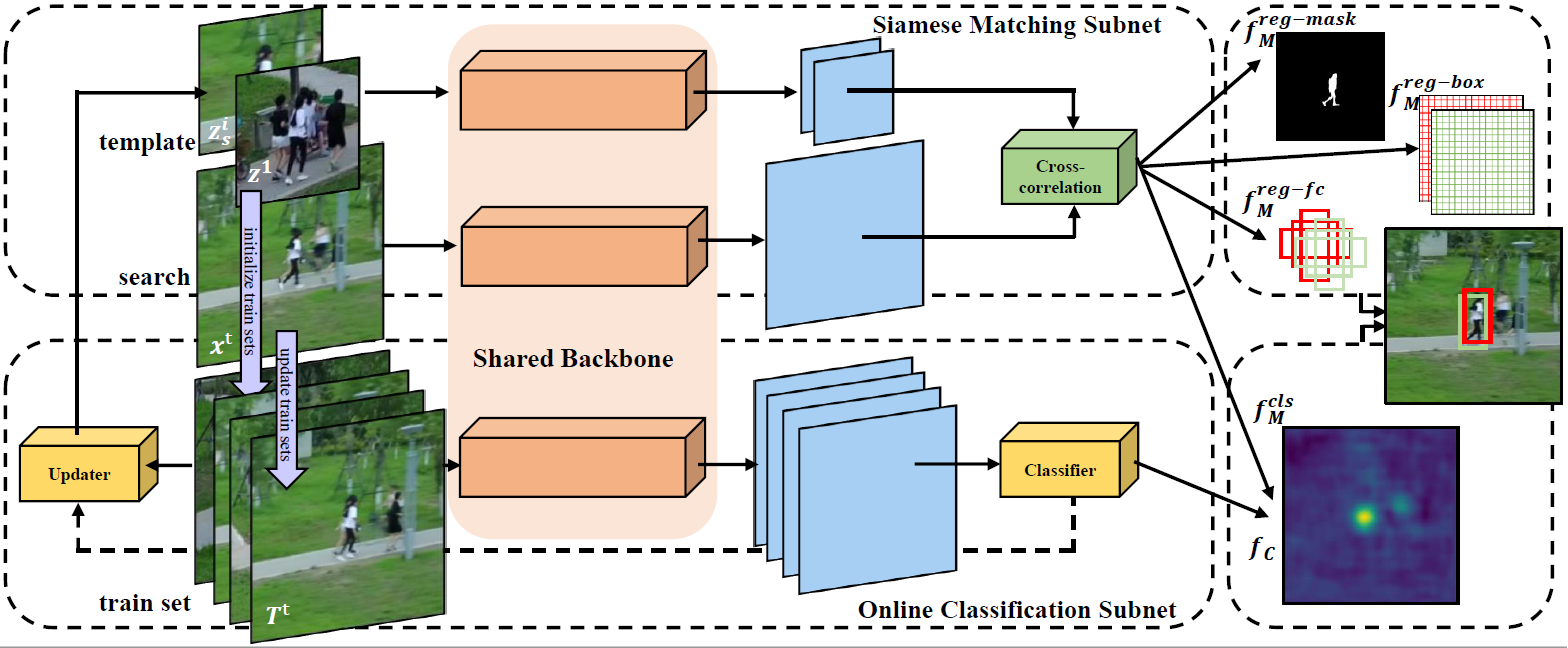 Siamese Matching Subnet
template
z_s^i
z^1
search
x^t
initialize train sets
update train sets
Shared Backbone
Cross-
correlation
f_M^{reg-mask}
f_M^{reg-box}
f_M^{reg-fc}
f_M^{cls}
f_C
Updater
Classifier
train set
T^t
Online Classification Subnet